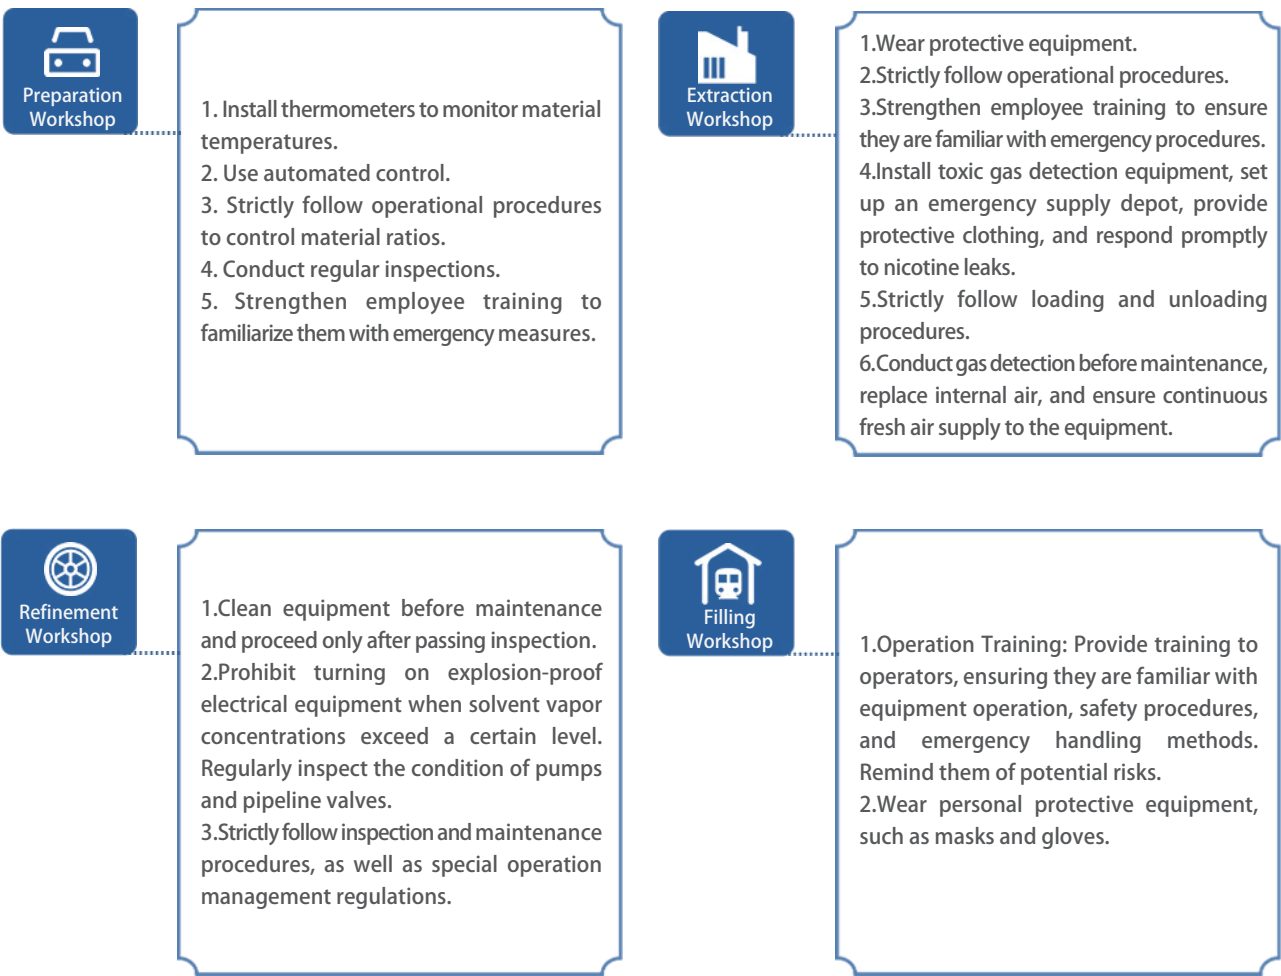 Preparation
Workshop
1. Install thermometers to monitor material
temperatures.
2. Use automated control.
3. Strictly follow operational procedures
to control material ratios.
4. Conduct regular inspections.
5. Strengthen employee training to
familiarize them with emergency measures.
Extraction
Workshop
1.Wear protective equipment.
2.Strictly follow operational procedures.
3.Strengthen employee training to ensure
they are familiar with emergency procedures.
4.Install toxic gas detection equipment, set
up an emergency supply depot, provide
protective clothing, and respond promptly
to nicotine leaks.
5.Strictly follow loading and unloading
procedures.
6.Conduct gas detection before maintenance,
replace internal air, and ensure continuous
fresh air supply to the equipment.
Refinement
Workshop
1.Clean equipment before maintenance
and proceed only after passing inspection.
2.Prohibit turning on explosion-proof
electrical equipment when solvent vapor
concentrations exceed a certain level.
Regularly inspect the condition of pumps
and pipeline valves.
3.Strictly follow inspection and maintenance
procedures, as well as special operation
management regulations.
Filling
Workshop
1.Operation Training: Provide training to
operators, ensuring they are familiar with
equipment operation, safety procedures,
and emergency handling methods.
Remind them of potential risks.
2.Wear personal protective equipment,
such as masks and gloves.